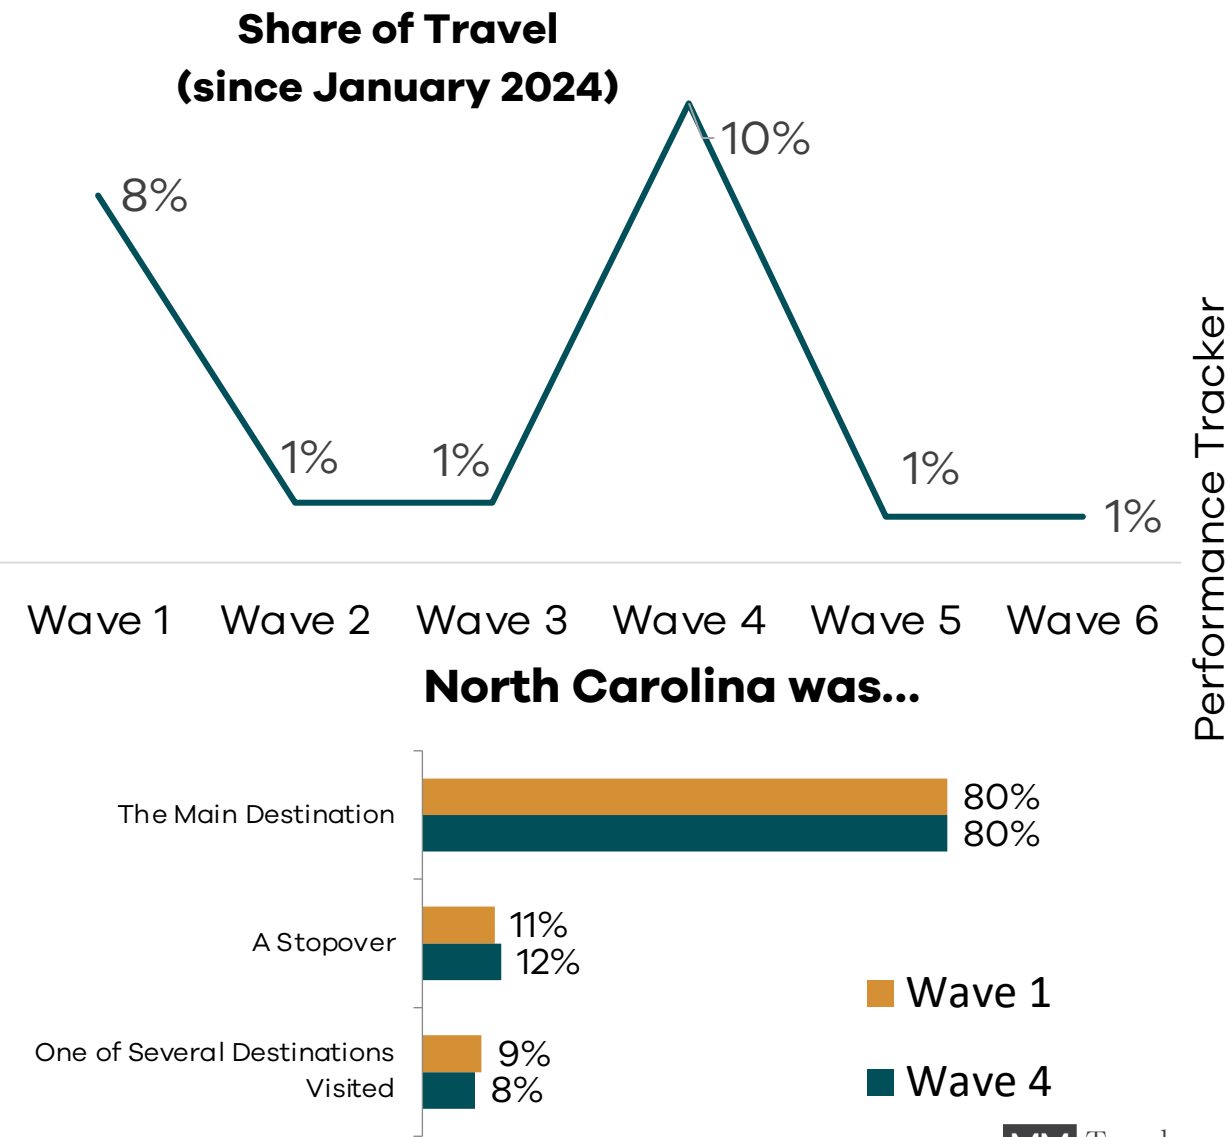 Share of Travel
(since January 2024)
8%
1%
1%
10%
1%
1%
Wave 1
Wave 2
Wave 3
Wave 4
Wave 5
Wave 6
Performance Tracker
North Carolina was...
The Main Destination
80%
80%
A Stopover
11%
12%
One of Several Destinations
Visited
9%
8%
Wave 1
Wave 4